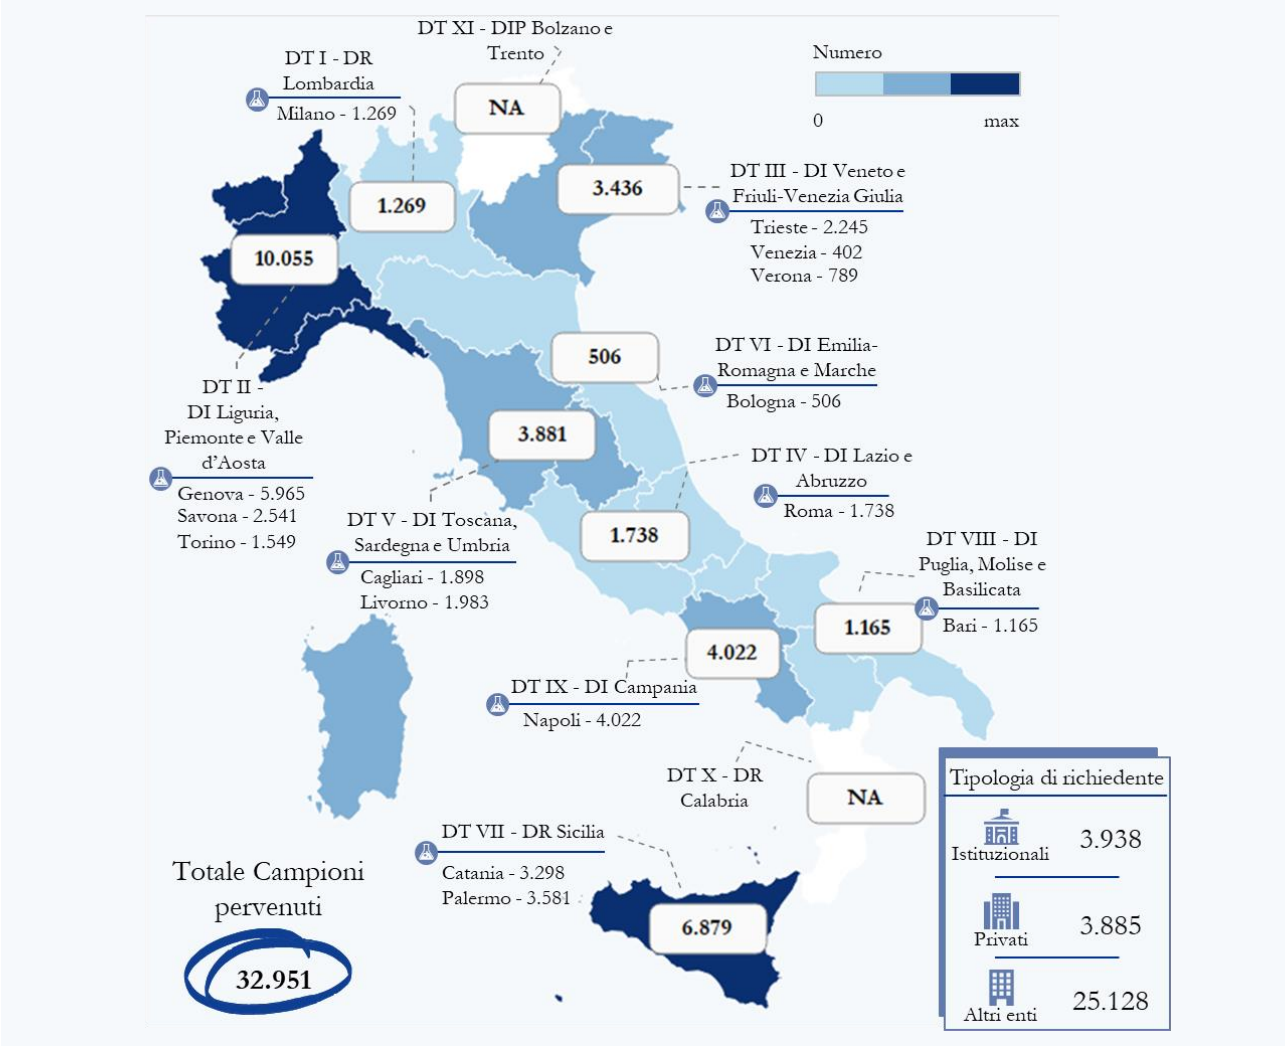 DT XI - DIP Bolzano e
Trento
DT I - DR
Lombardia
Milano - 1.269
NA
Numero
0 max
1.269
3.436
DT III - DI Veneto e
Friuli-Venezia Giulia
Trieste - 2.245
Venezia - 402
Verona - 789
10.055
506
DT VI - DI Emilia-
Romagna e Marche
Bologna - 506
DT II -
DI Liguria,
Piemonte e Valle
d’Aosta
Genova - 5.965
Savona - 2.541
Torino - 1.549
3.881
DT IV - DI Lazio e
Abruzzo
Roma - 1.738
DT V - DI Toscana,
Sardegna e Umbria
Cagliari - 1.898
Livorno - 1.983
1.738
DT VIII - DI
Puglia, Molise e
Basilicata
Bari - 1.165
1.165
4.022
DT IX - DI Campania
Napoli - 4.022
DT X - DR
Calabria
NA
DT VII - DR Sicilia
Catania - 3.298
Palermo - 3.581
6.879
Totale Campioni
pervenuti
32.951
Tipologia di richiedente
Istituzionali 3.938
Privati 3.885
Altri enti 25.128